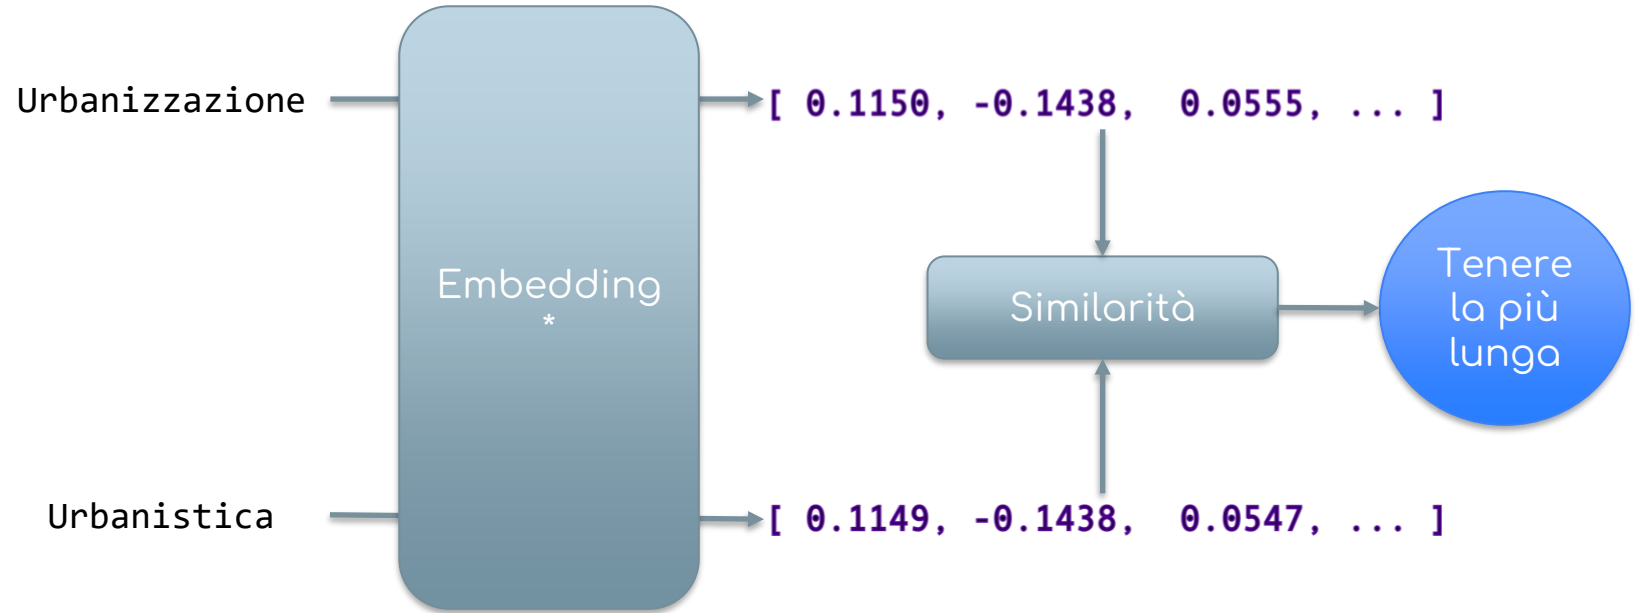 Urbanizzazione
[ 0.1150, -0.1438, 0.0555, ... ]
Embedding
*
Similarità
Tenere
la più
lunga
Urbanistica
[ 0.1149, -0.1438, 0.0547, ... ]